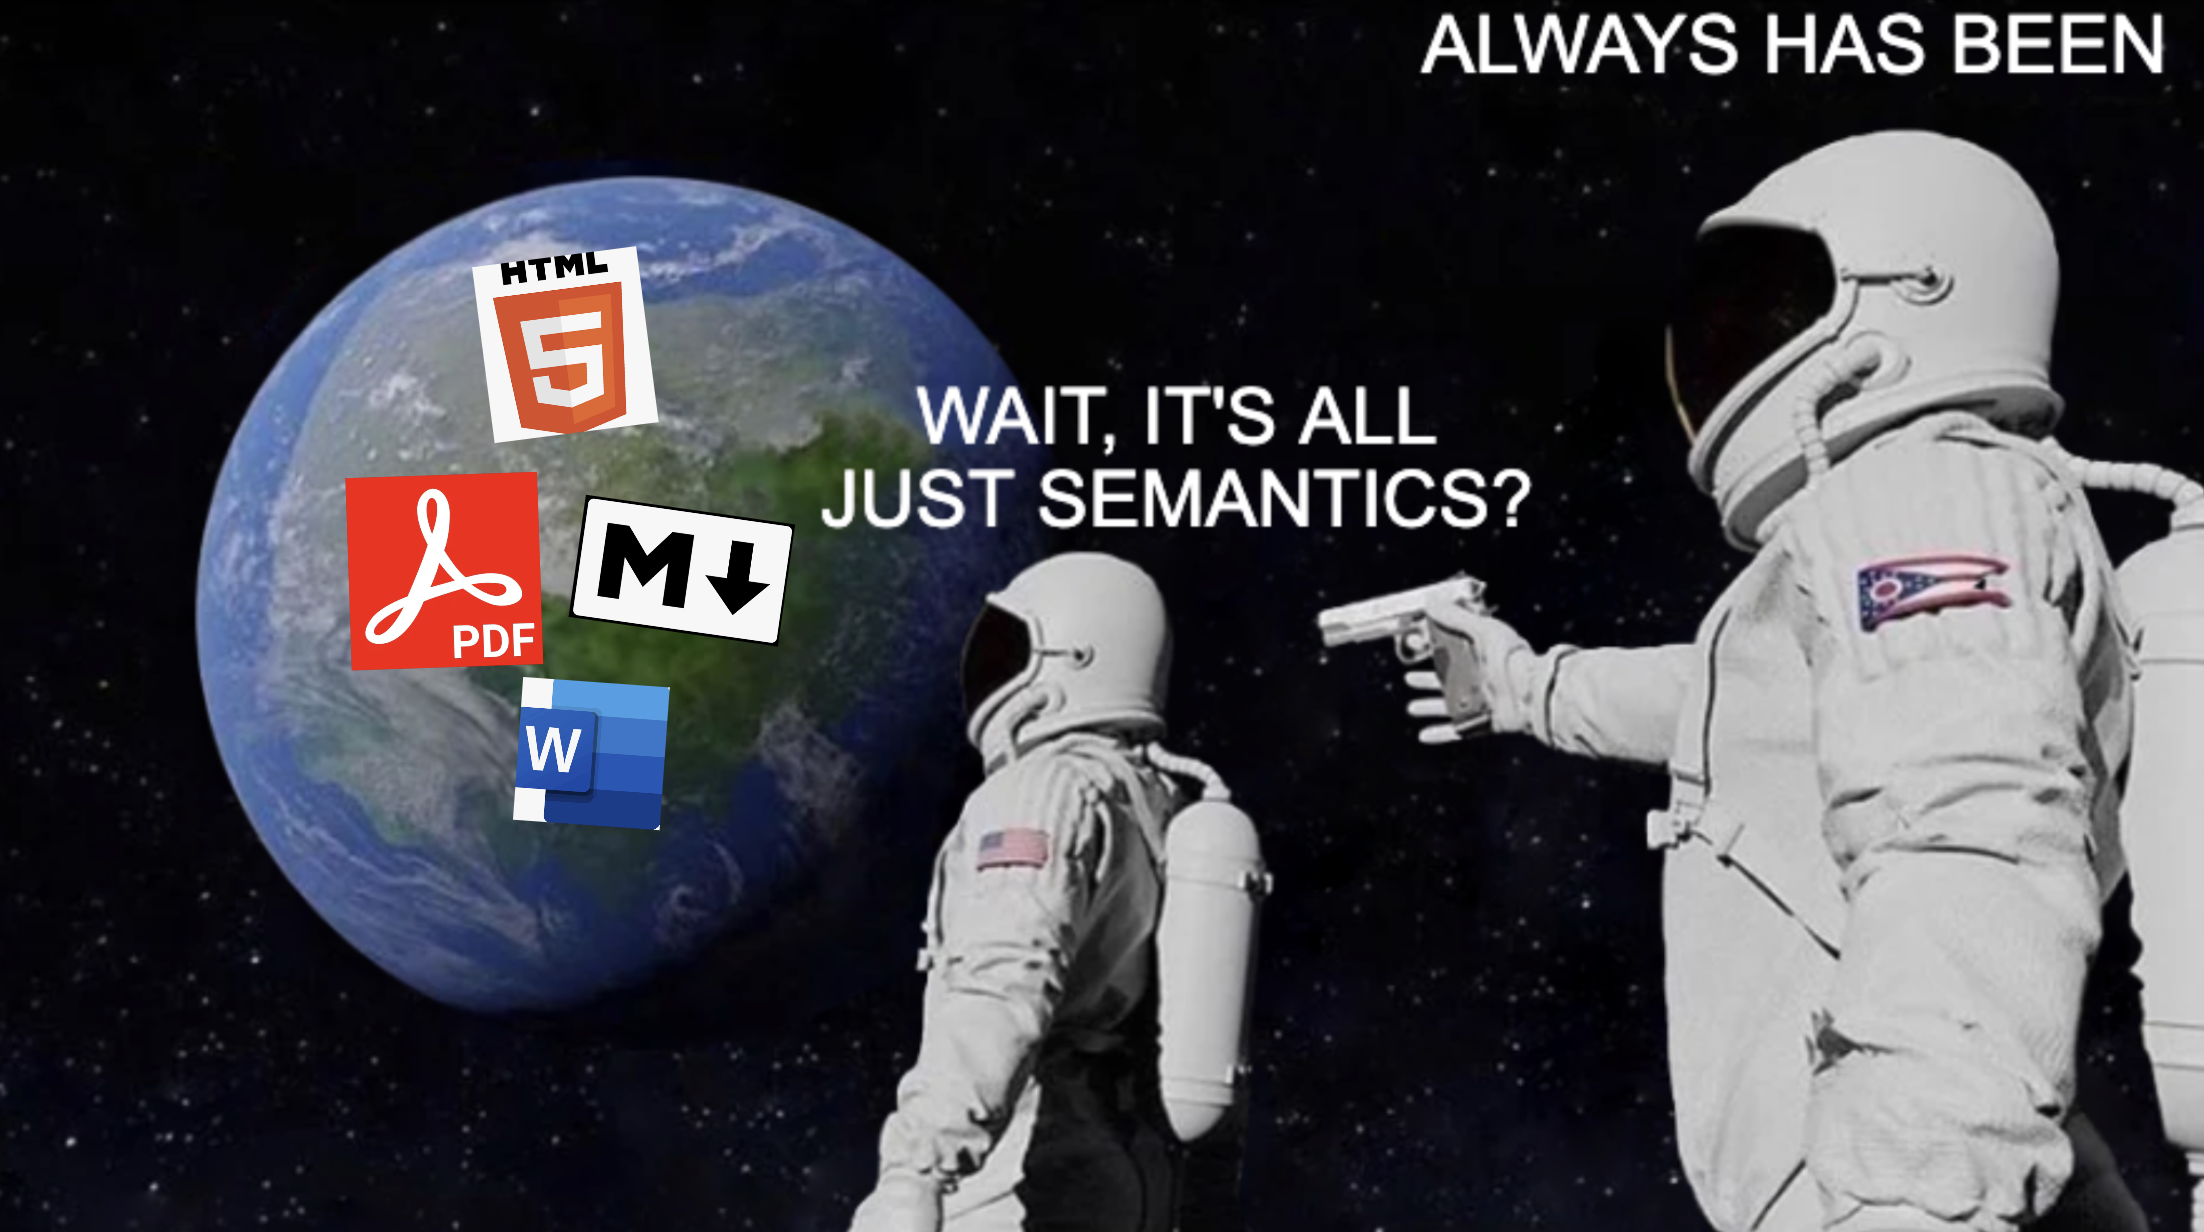 ALWAYS HAS BEEN
HTML
5
WAIT, IT'S ALL
JUST SEMANTICS?
PDF
M
W